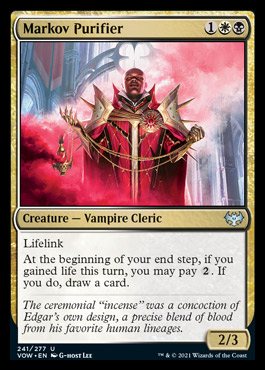 Markov Purifier 1
Creature — Vampire Cleric
Lifelink
At the beginning of your end step, if you
gained life this turn, you may pay 2. If
you do, draw a card.
The ceremonial “incense” was a concoction of
Edgar’s own design, a precise blend of blood
from his favorite human lineages.
2/3
241/277 U
VOW • EN G-host Lee
™ & © 2021 Wizards of the Coast